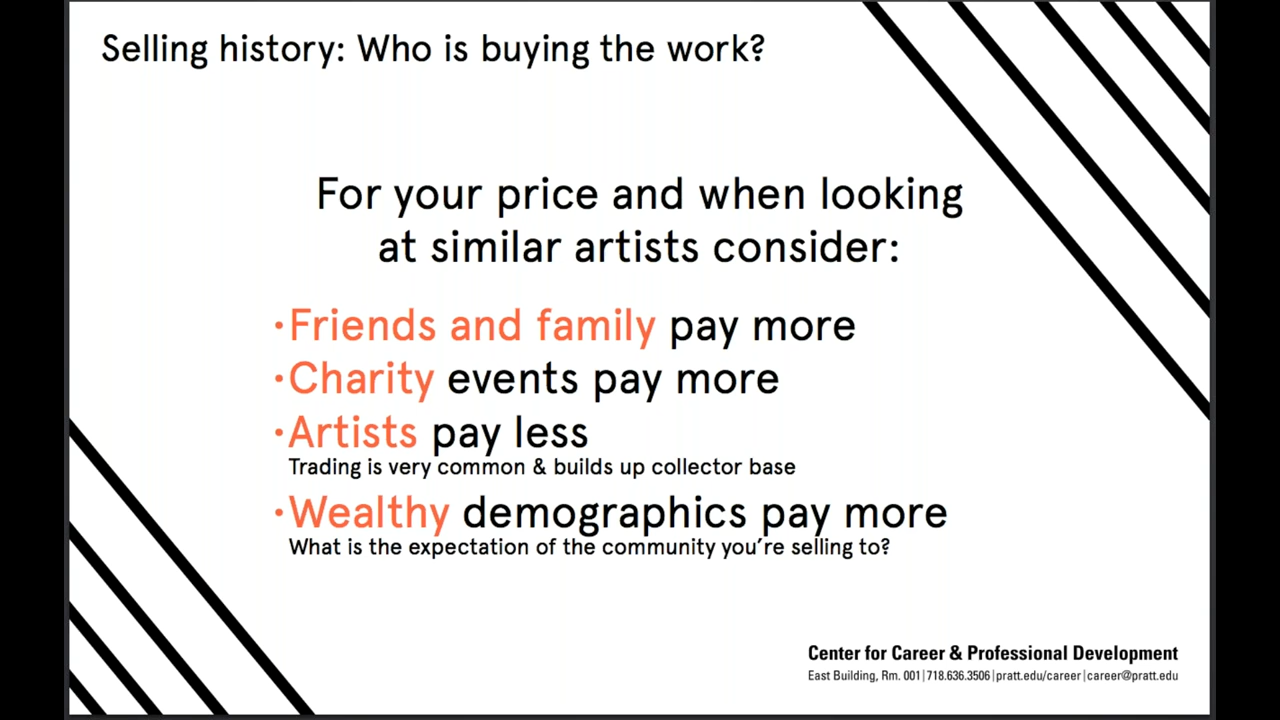 Selling history: Who is buying the work?
For your price and when looking
at similar artists consider:
·Friends and family pay more
·Charity events pay more
·Artists pay less
Trading is very common & builds up collector base
·Wealthy demographics pay more
What is the expectation of the community you’re selling to?
Center for Career & Professional Development
East Building, Rm. 001|718.636.3506|pratt.edu/career|career@pratt.edu